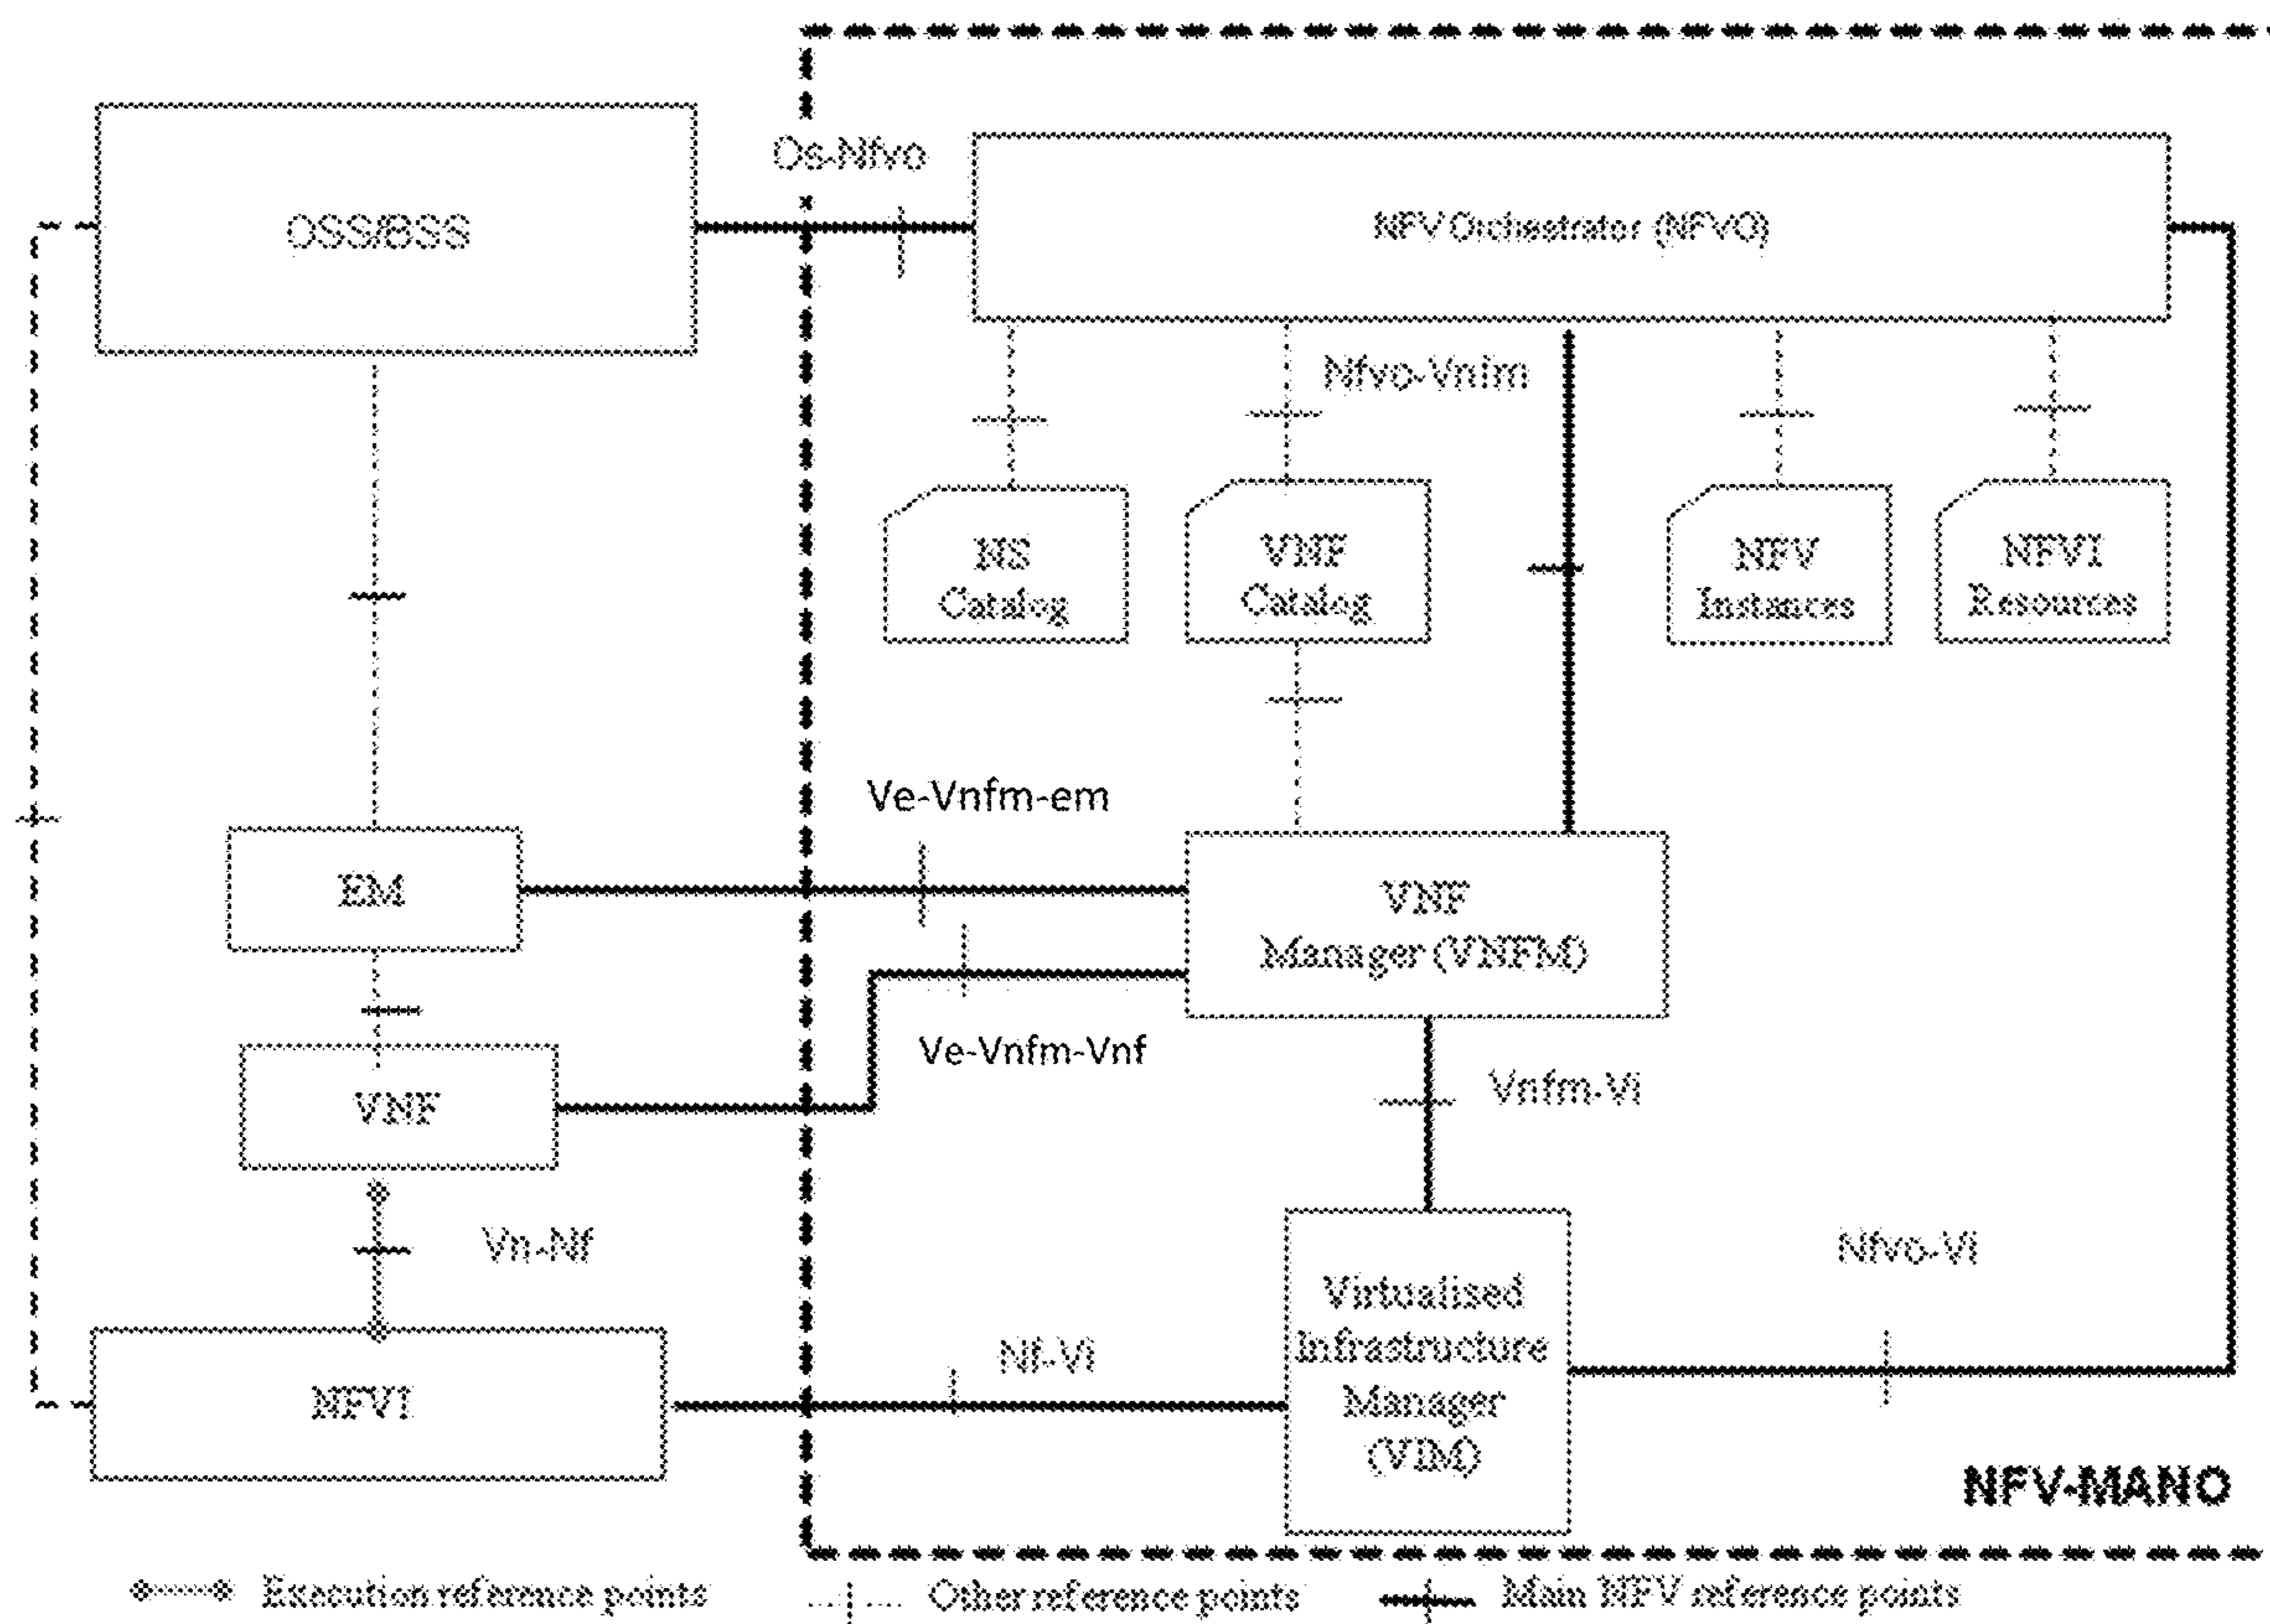 Os-Nfvo
OSS/BSS
NFV Orchestrator (NFVO)
Nfvo-Vnfm
NS
Catalog
VNF
Catalog
NFV
Instances
NFVI
Resources
Ve-Vnfm-em
EM
VNF
Manager (VNFM)
Ve-Vnfm-Vnf
VNF
Vnfm-Vi
Vn-Nf
Nfvo-Vi
Virtualised
Infrastructure
Manager
(VIM)
Nf-Vi
NFVI
NFV-MANO
Execution reference points
Other reference points
Main NFV reference points